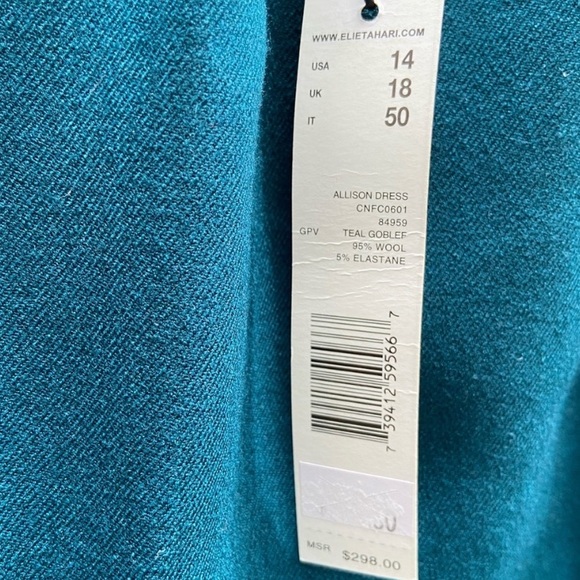 WWW.ELIETAHARI.COM
USA 14
UK 18
IT 50
ALLISON DRESS
CNFC0601
84959
GPV TEAL GOBLEF
95% WOOL
5% ELASTANE
7 39412 59566 7
MSR $298.00